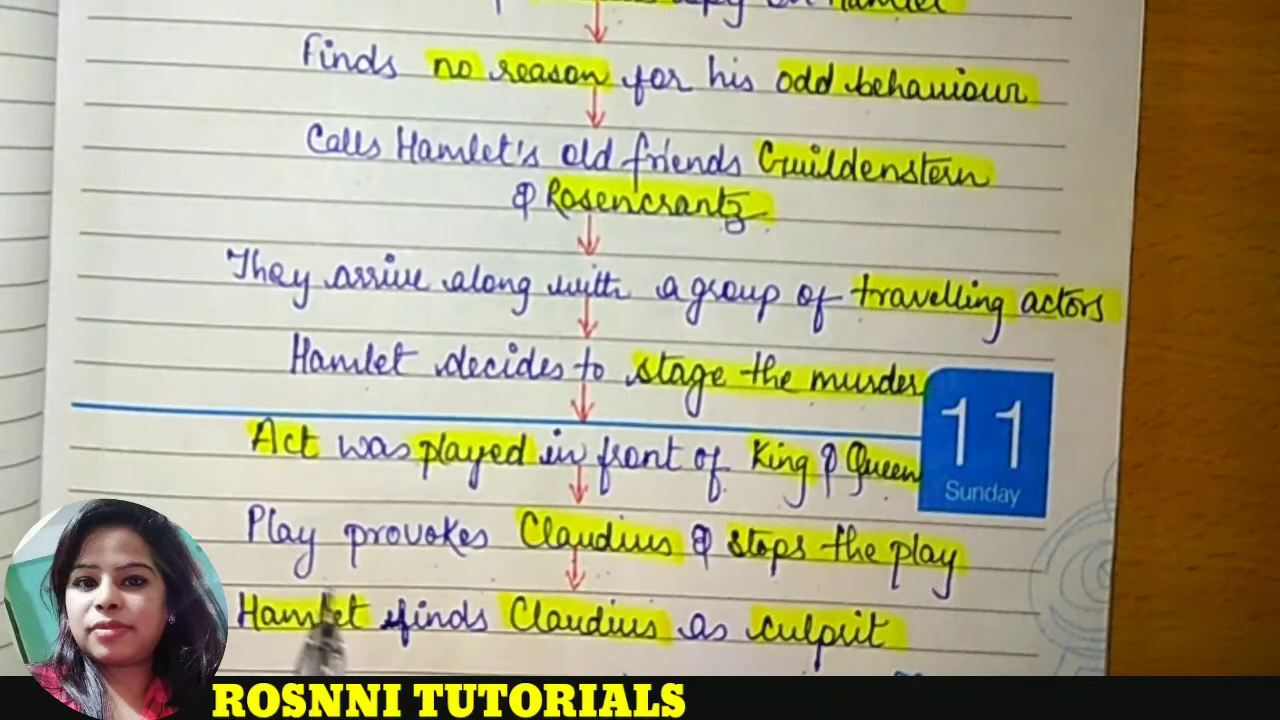 Hamlet
Finds no reason for his odd behaviour
Calls Hamlet's old friends Guildenstern
& Rosencrantz
They arrive along with a group of travelling actors
Hamlet decides to stage the murder
Act was played in front of King & Queen
11
Sunday
Play provokes Claudius & stops the play
Hamlet finds Claudius as culprit
ROSNNI TUTORIALS